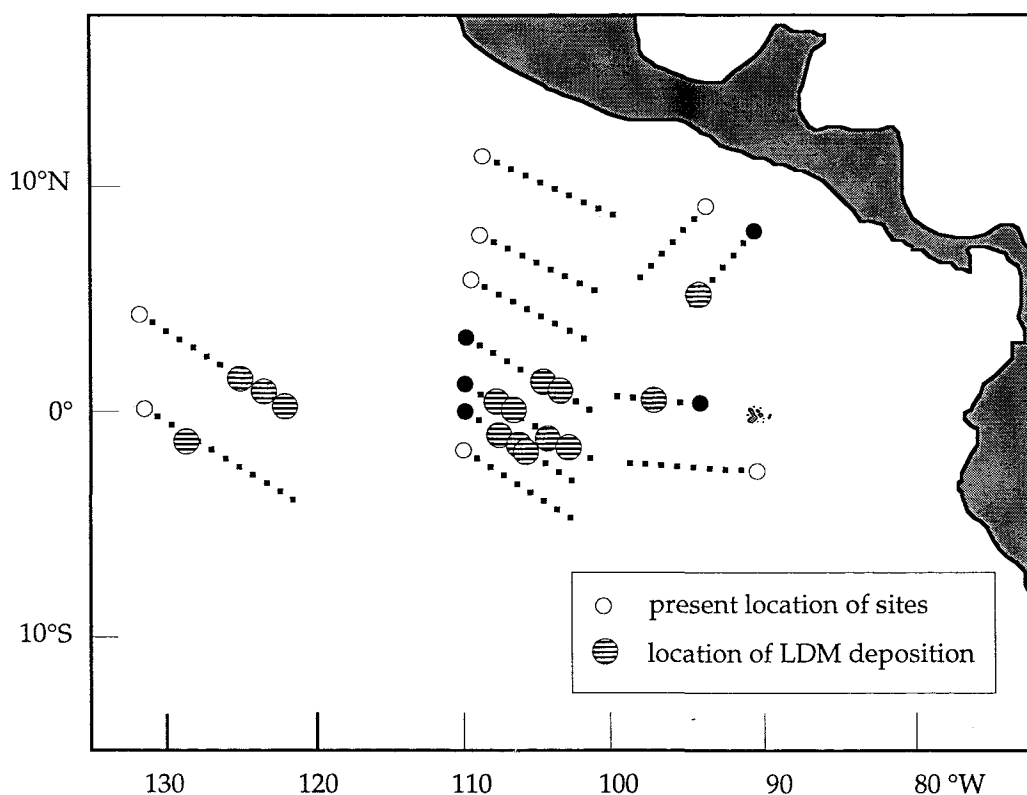 10°N
0°
10°S
present location of sites
location of LDM deposition
130 120 110 100 90 80 °W